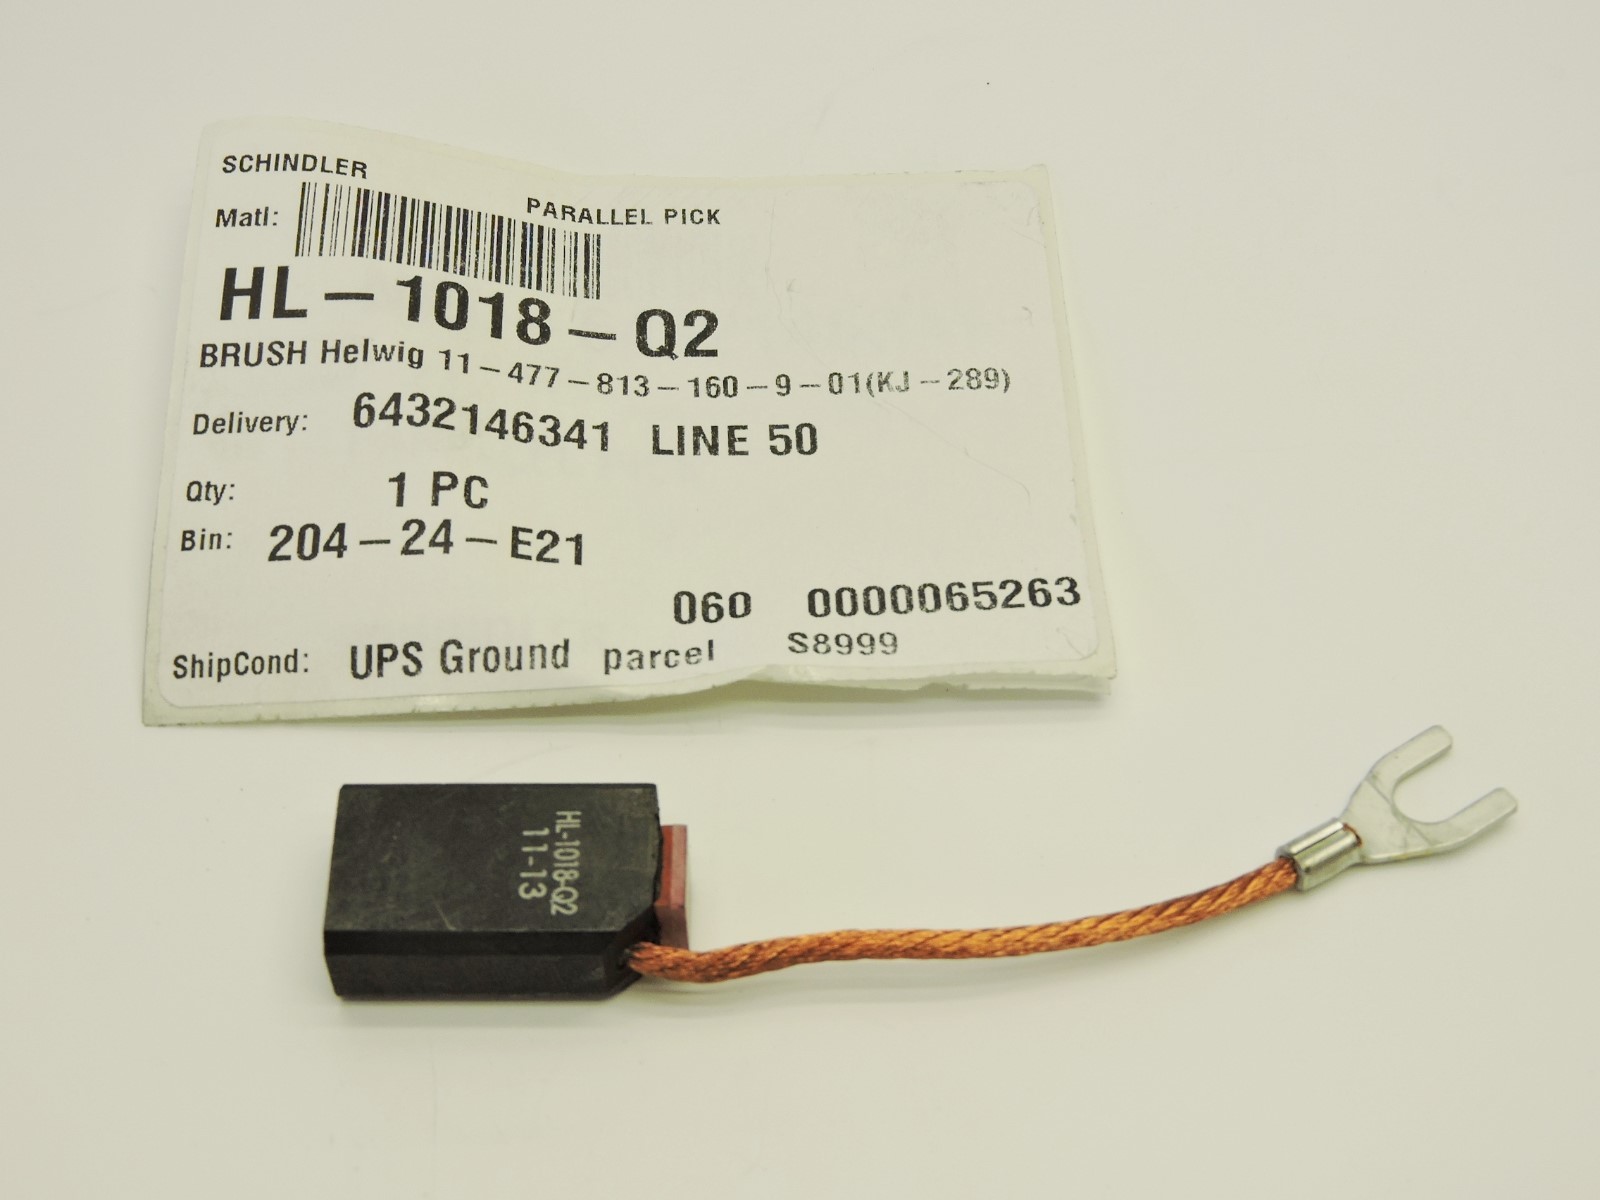 SCHINDLER
PARALLEL PICK
Matl:
HL-1018-Q2
BRUSH Helwig 11-477-813-160-9-01(KJ-289)
Delivery: 6432146341 LINE 50
Qty: 1 PC
Bin: 204-24-E21
060 0000065263
ShipCond: UPS Ground parcel S8999
HL-1018-Q2
11-13